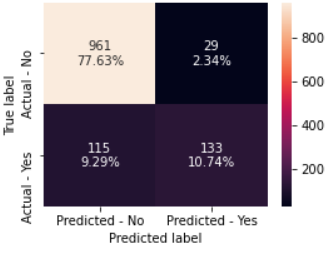 961
77.63%
29
2.34%
115
9.29%
133
10.74%
True label
Actual - No
Actual - Yes
Predicted - No
Predicted - Yes
Predicted label
800
600
400
200